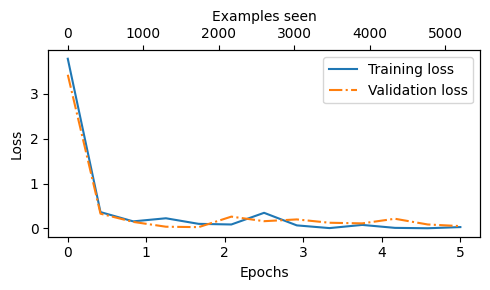 Examples seen
0 1000 2000 3000 4000 5000
Training loss
Validation loss
3
2
1
0
Loss
0 1 2 3 4 5
Epochs